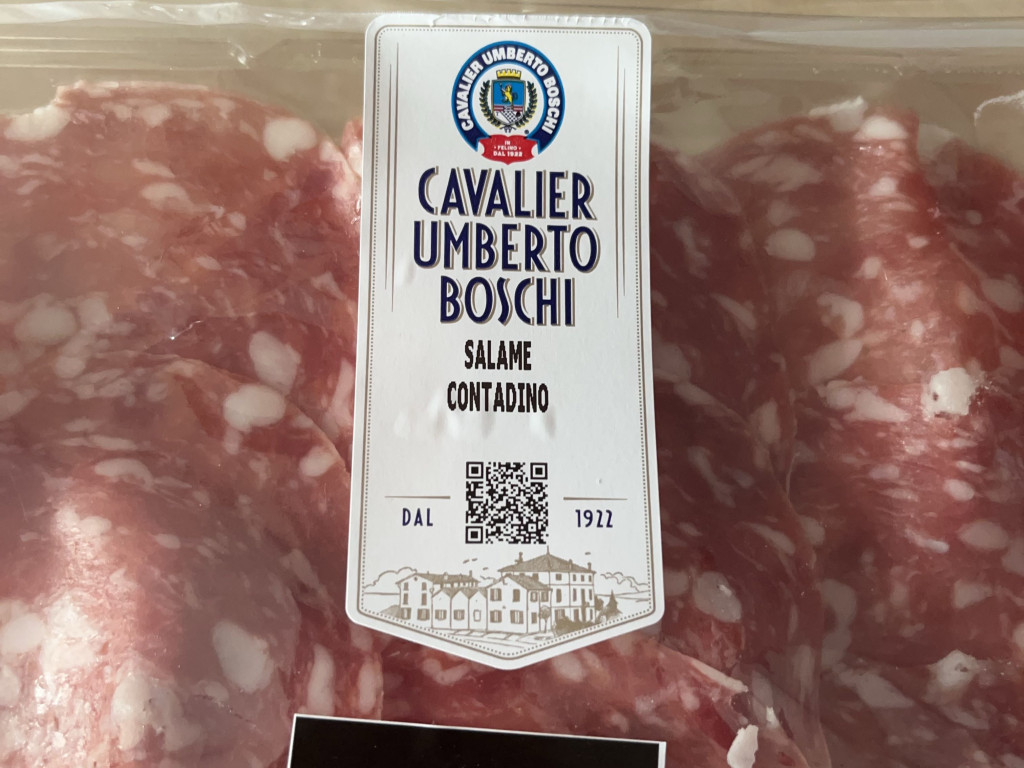 CAVALIER UMBERTO BOSCHI
IN
• FELINO •
DAL 1922
CAVALIER
UMBERTO
BOSCHI
SALAME
CONTADINO
DAL 1922